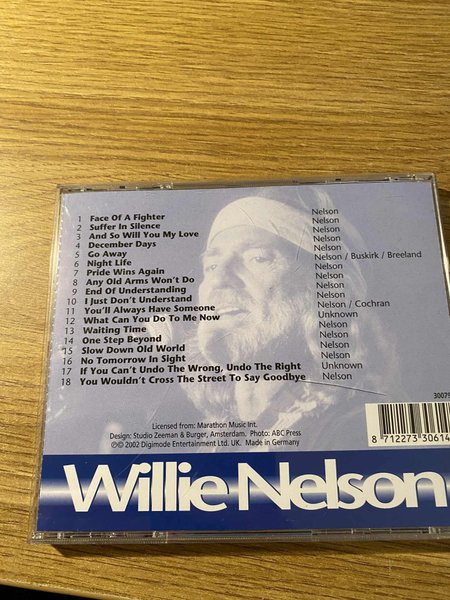 1 Face Of A Fighter Nelson
2 Suffer In Silence Nelson
3 And So Will You My Love Nelson
4 December Days Nelson
5 Go Away Nelson
6 Night Life Nelson / Buskirk / Breeland
7 Pride Wins Again Nelson
8 Any Old Arms Won't Do Nelson
9 End Of Understanding Nelson
10 I Just Don't Understand Nelson
11 You'll Always Have Someone Nelson / Cochran
12 What Can You Do To Me Now Unknown
13 Waiting Time Nelson
14 One Step Beyond Nelson
15 Slow Down Old World Nelson
16 No Tomorrow In Sight Nelson
17 If You Can't Undo The Wrong, Undo The Right Unknown
18 You Wouldn't Cross The Street To Say Goodbye Nelson
30075
Licensed from: Marathon Music Int.
Design: Studio Zeeman & Burger, Amsterdam. Photo: ABC Press
℗©2002 Digimode Entertainment Ltd. UK. Made in Germany
8 712273 30614
Willie Nelson